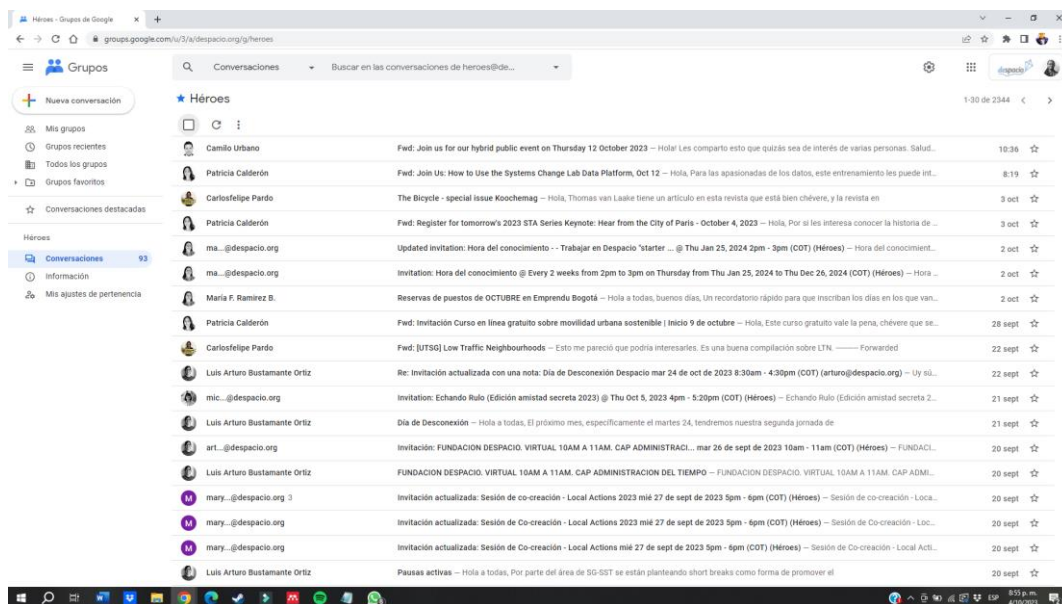 Héroes - Grupos de Google
groups.google.com/u/3/a/despacio.org/g/heroes
Grupos
Conversaciones
Buscar en las conversaciones de heroes@de...
despacio
Nueva conversación
Mis grupos
Grupos recientes
Todos los grupos
Grupos favoritos
Conversaciones destacadas
Héroes
Conversaciones 93
Información
Mis ajustes de pertenencia
Héroes
1-30 de 2344
Camilo Urbano Fwd: Join us for our hybrid public event on Thursday 12 October 2023 — Hola! Les comparto esto que quizás sea de interés de varias personas. Salud... 10:36
Patricia Calderón Fwd: Join Us: How to Use the Systems Change Lab Data Platform, Oct 12 — Hola, Para las apasionadas de los datos, este entrenamiento les puede int... 8:19
Carlosfelipe Pardo The Bicycle - special issue Koochemag — Hola, Thomas van Laake tiene un artículo en esta revista que está bien chévere, y la revista en 3 oct
Patricia Calderón Fwd: Register for tomorrow's 2023 STA Series Keynote: Hear from the City of Paris - October 4, 2023 — Hola, Por si les interesa conocer la historia de ... 3 oct
ma...@despacio.org Updated invitation: Hora del conocimiento - - Trabajar en Despacio "starter ... @ Thu Jan 25, 2024 2pm - 3pm (COT) (Héroes) — Hora del conocimient... 2 oct
ma...@despacio.org Invitation: Hora del conocimiento @ Every 2 weeks from 2pm to 3pm on Thursday from Thu Jan 25, 2024 to Thu Dec 26, 2024 (COT) (Héroes) — Hora ... 2 oct
María F. Ramirez B. Reservas de puestos de OCTUBRE en Emprendu Bogotá — Hola a todas, buenos días, Un recordatorio rápido para que inscriban los días en los que van... 2 oct
Patricia Calderón Fwd: Invitación Curso en línea gratuito sobre movilidad urbana sostenible | Inicio 9 de octubre — Hola, Este curso gratuito vale la pena, chévere que se... 28 sept
Carlosfelipe Pardo Fwd: [UTSG] Low Traffic Neighbourhoods — Esto me pareció que podría interesarles. Es una buena compilación sobre LTN. ——— Forwarded 22 sept
Luis Arturo Bustamante Ortiz Re: Invitación actualizada con una nota: Día de Desconexión Despacio mar 24 de oct de 2023 8:30am - 4:30pm (COT) (arturo@despacio.org) — Uy sú... 22 sept
mic...@despacio.org Invitation: Echando Rulo (Edición amistad secreta 2023) @ Thu Oct 5, 2023 4pm - 5:20pm (COT) (Héroes) — Echando Rulo (Edición amistad secreta 2... 21 sept
Luis Arturo Bustamante Ortiz Día de Desconexión — Hola a todas, El próximo mes, específicamente el martes 24, tendremos nuestra segunda jornada de 21 sept
art...@despacio.org Invitación: FUNDACION DESPACIO. VIRTUAL 10AM A 11AM. CAP ADMINISTRACI... mar 26 de sept de 2023 10am - 11am (COT) (Héroes) — FUNDACI... 20 sept
Luis Arturo Bustamante Ortiz FUNDACION DESPACIO. VIRTUAL 10AM A 11AM. CAP ADMINISTRACION DEL TIEMPO — FUNDACION DESPACIO. VIRTUAL 10AM A 11AM. CAP ADMI... 20 sept
mary...@despacio.org 3 Invitación actualizada: Sesión de co-creación - Local Actions 2023 mié 27 de sept de 2023 5pm - 6pm (COT) (Héroes) — Sesión de co-creación - Loca... 20 sept
mary...@despacio.org Invitación actualizada: Sesión de Co-creación - Local Actions 2023 mié 27 de sept de 2023 5pm - 6pm (COT) (Héroes) — Sesión de Co-creación - Loc... 20 sept
mary...@despacio.org Invitación actualizada: Sesión de Co-creación - Local Actions mié 27 de sept de 2023 5pm - 6pm (COT) (Héroes) — Sesión de Co-creación - Local Acti... 20 sept
Luis Arturo Bustamante Ortiz Pausas activas — Hola a todas, Por parte del área de SG-SST se están planteando short breaks como forma de promover el 20 sept
ESP
8:55 p. m.
4/10/2023